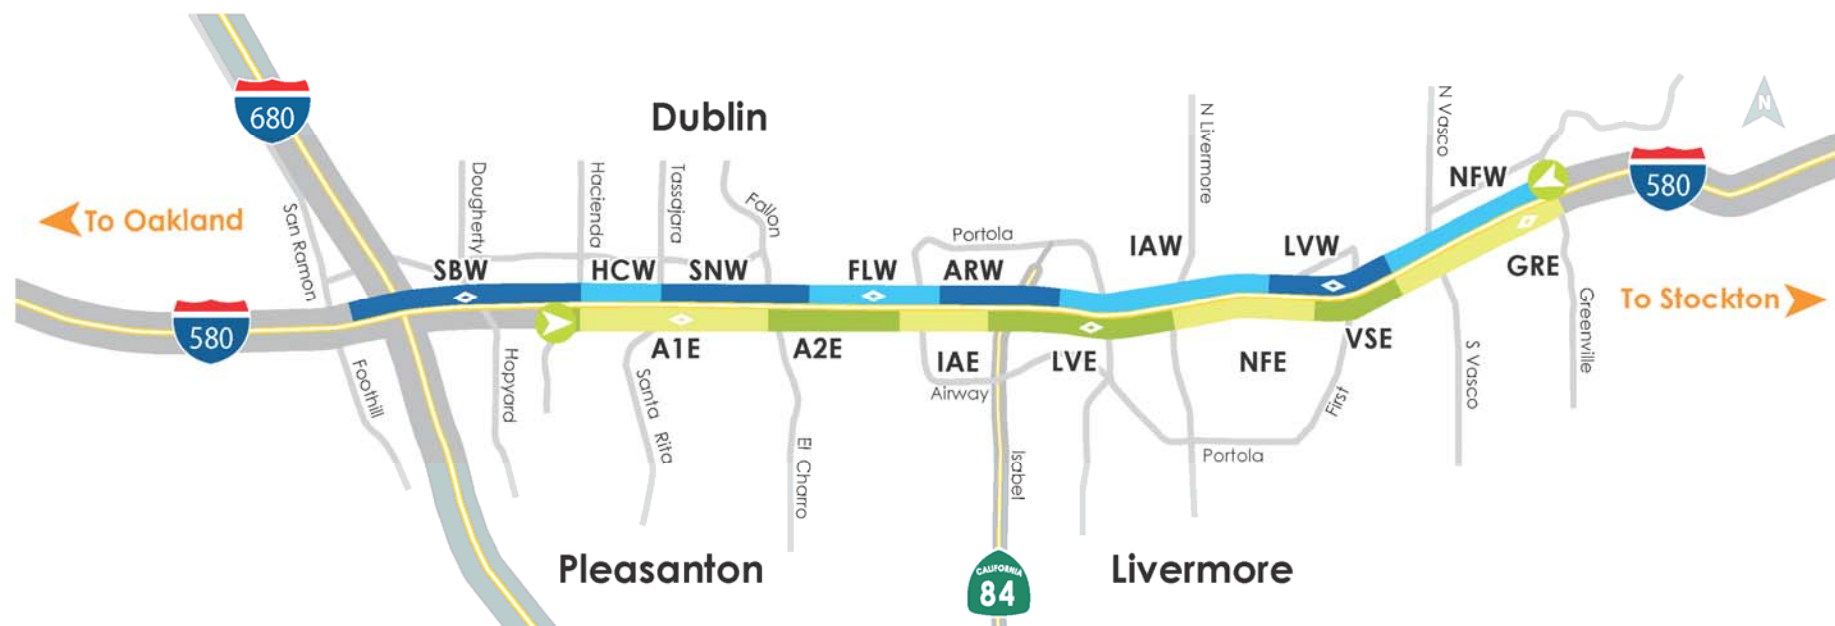 680
Dublin
N
N Vasco
N Livermore
Dougherty
Hacienda
Tassajara
Fallon
NFW
580
To Oakland
San Ramon
Portola
IAW
LVW
SBW
HCW
SNW
FLW
ARW
GRE
To Stockton
580
A1E
A2E
IAE
LVE
NFE
VSE
Greenville
Foothill
Hopyard
Santa Rita
Airway
First
S Vasco
El Charro
Isabel
Portola
Pleasanton
CALIFORNIA
84
Livermore